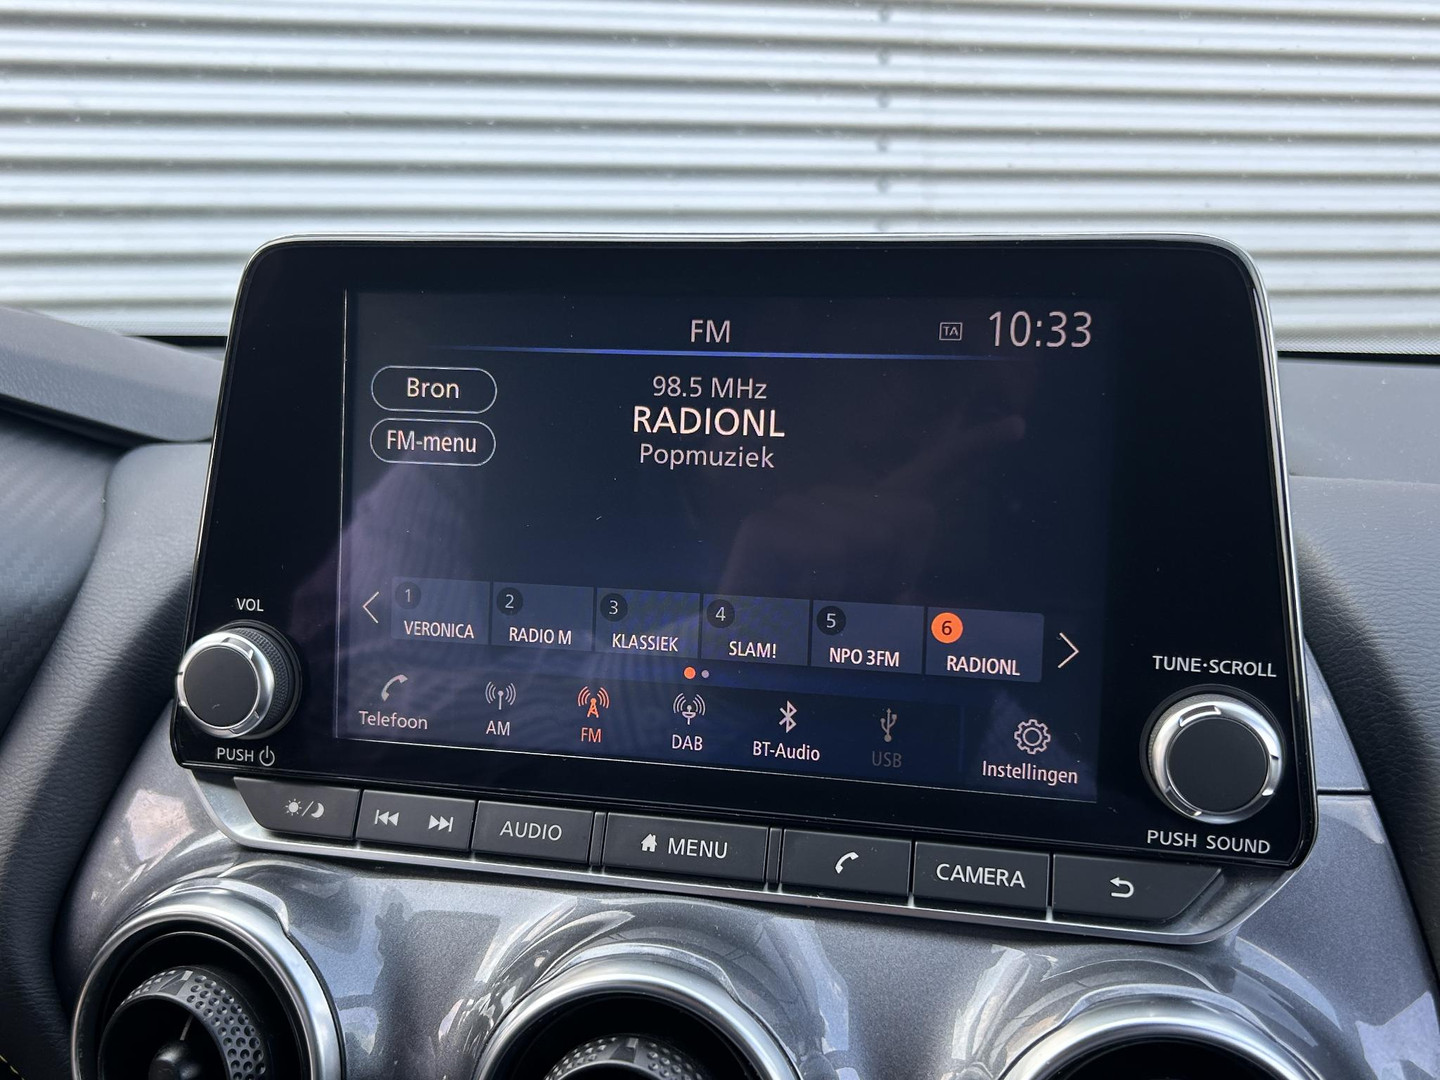 FM
TA
10:33
Bron
98.5 MHz
RADIONL
FM-menu
Popmuziek
1
VERONICA
2
RADIO M
3
KLASSIEK
4
SLAM!
5
NPO 3FM
6
RADIONL
Telefoon
AM
FM
DAB
BT-Audio
USB
Instellingen
VOL
PUSH
TUNE·SCROLL
PUSH SOUND
AUDIO
MENU
CAMERA